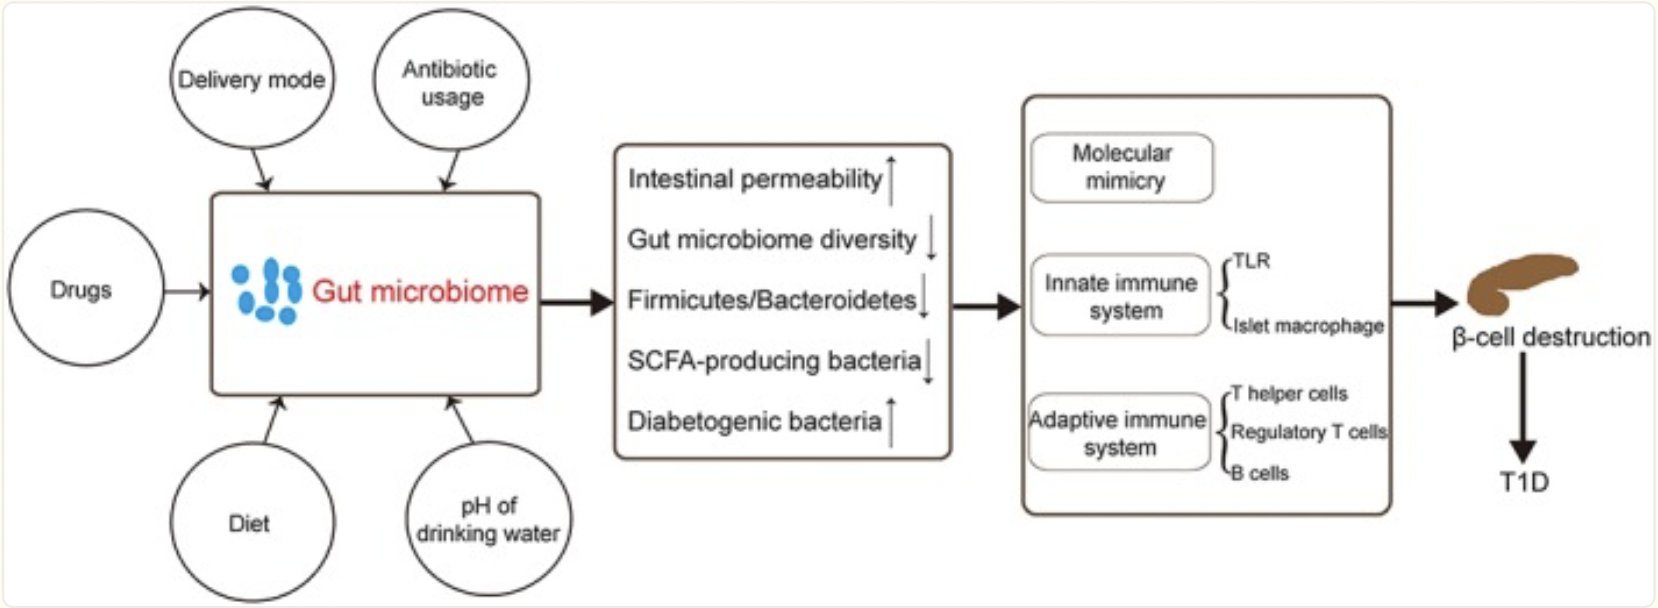 Delivery mode
Antibiotic
usage
Drugs
Gut microbiome
Diet
pH of
drinking water
Intestinal permeability↑
Gut microbiome diversity↓
Firmicutes/Bacteroidetes↓
SCFA-producing bacteria↓
Diabetogenic bacteria↑
Molecular
mimicry
Innate immune
system
TLR
Islet macrophage
Adaptive immune
system
T helper cells
Regulatory T cells
B cells
β-cell destruction
T1D